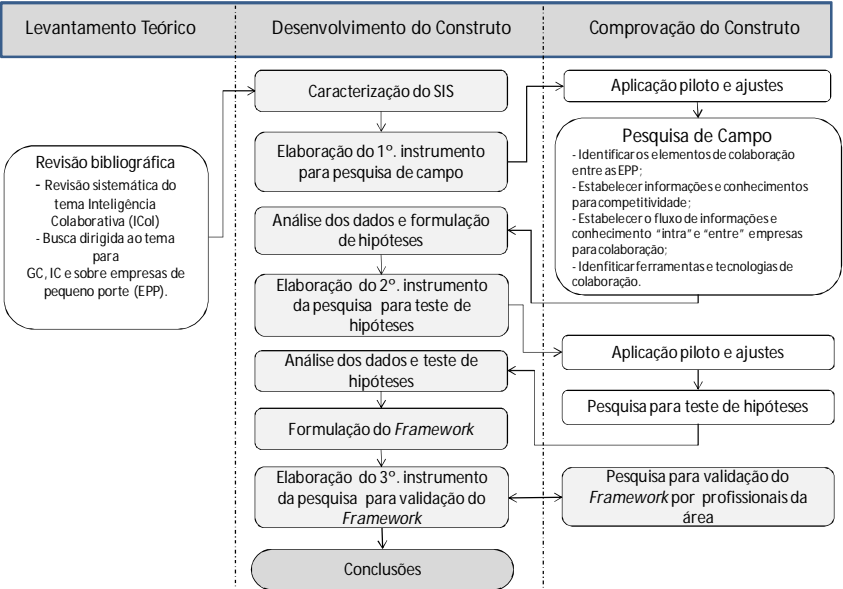 Levantamento Teórico
Desenvolvimento do Construto
Comprovação do Construto
Revisão bibliográfica
- Revisão sistemática do
tema Inteligência
Colaborativa (ICol)
- Busca dirigida ao tema
para
GC, IC e sobre empresas de
pequeno porte (EPP).
Caracterização do SIS
Elaboração do 1º. instrumento
para pesquisa de campo
Aplicação piloto e ajustes
Pesquisa de Campo
- Identificar os elementos de colaboração
entre as EPP;
- Estabelecer informações e conhecimentos
para competitividade;
- Estabelecer o fluxo de informações e
conhecimento "intra" e "entre" empresas
para colaboração;
- Idenfiticar ferramentas e tecnologias de
colaboração.
Análise dos dados e formulação
de hipóteses
Elaboração do 2º. instrumento
da pesquisa para teste de
hipóteses
Aplicação piloto e ajustes
Pesquisa para teste de hipóteses
Análise dos dados e teste de
hipóteses
Formulação do Framework
Elaboração do 3º. instrumento
da pesquisa para validação do
Framework
Pesquisa para validação do
Framework por profissionais da
área
Conclusões